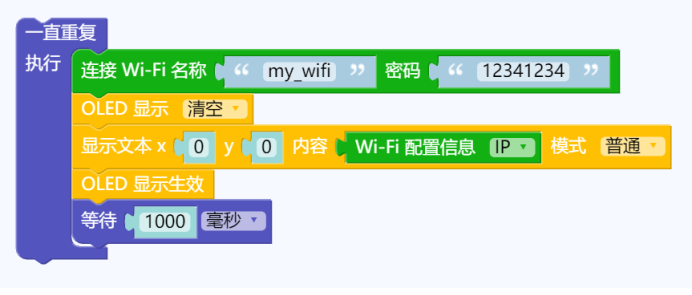 一直重复
执行
连接 Wi-Fi 名称 “ my_wifi ” 密码 “ 12341234 ”
OLED 显示 清空
显示文本 x 0 y 0 内容 Wi-Fi 配置信息 IP 模式 普通
OLED 显示生效
等待 1000 毫秒